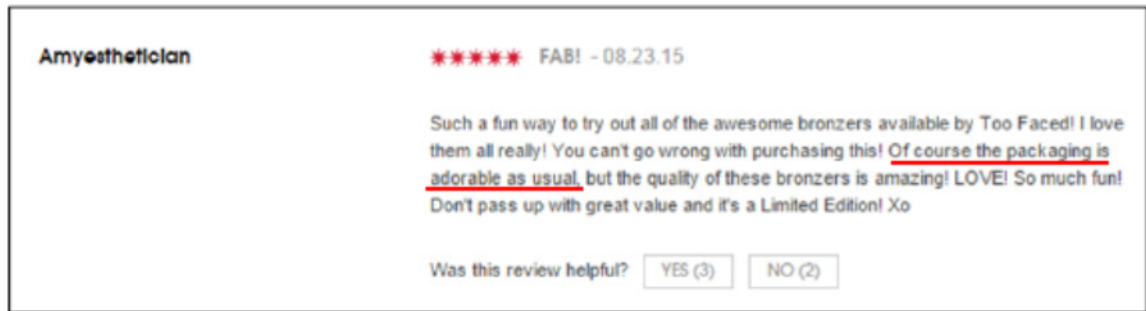 Amyesthetician
FAB! - 08.23.15
Such a fun way to try out all of the awesome bronzers available by Too Faced! I love
them all really! You can't go wrong with purchasing this! Of course the packaging is
adorable as usual, but the quality of these bronzers is amazing! LOVE! So much fun!
Don't pass up with great value and it's a Limited Edition! Xo
Was this review helpful? YES (3) NO (2)